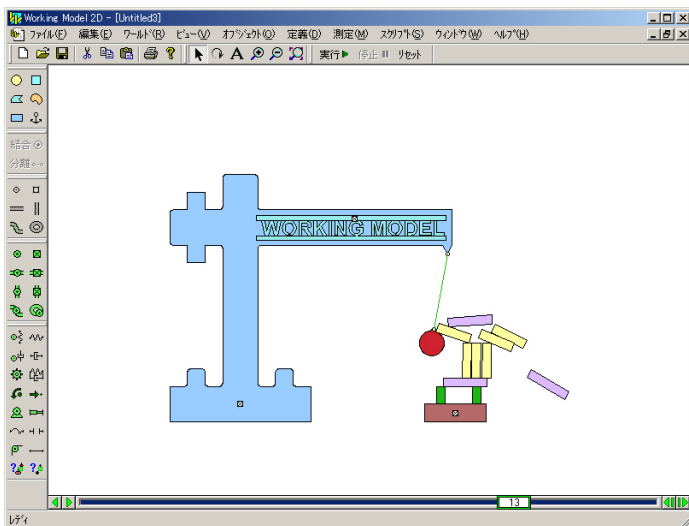 Working Model 2D - [Untitled3]
ファイル(F) 編集(E) ワールド(R) ビュー(V) オブジェクト(O) 定義(D) 測定(M) スクリプト(S) ウィンドウ(W) ヘルプ(H)
A 実行 停止 リセット
結合
分離
WORKING MODEL
13
レディ